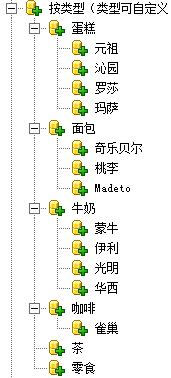 按类型（类型可自定义
蛋糕
元祖
沁园
罗莎
玛萨
面包
奇乐贝尔
桃李
Madeto
牛奶
蒙牛
伊利
光明
华西
咖啡
雀巢
茶
零食